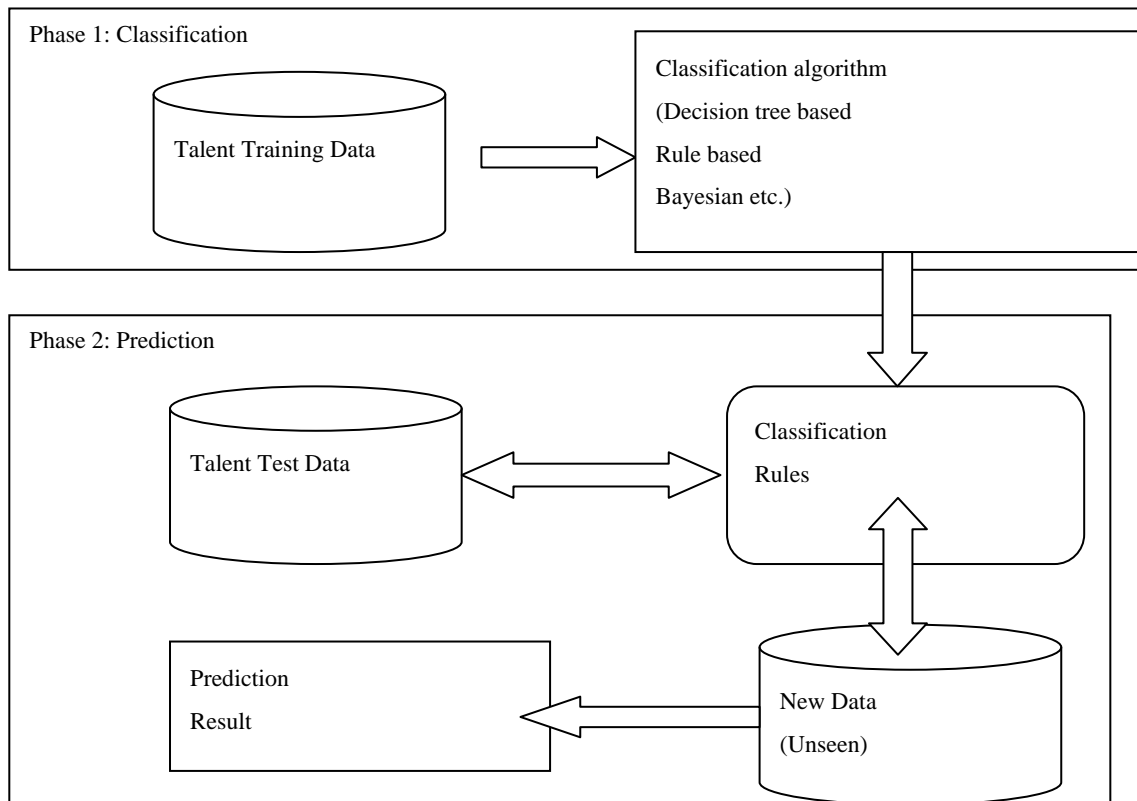 Phase 1: Classification
Talent Training Data
Classification algorithm
(Decision tree based
Rule based
Bayesian etc.)
Phase 2: Prediction
Talent Test Data
Classification
Rules
Prediction
Result
New Data
(Unseen)